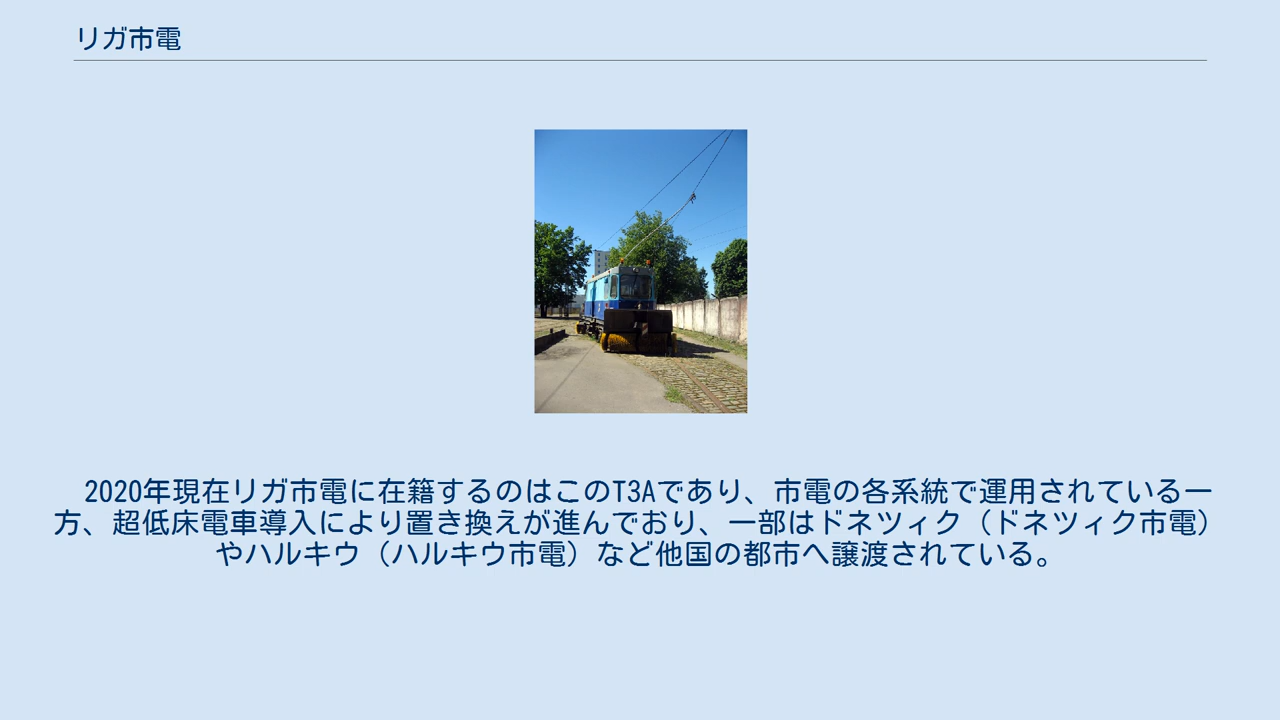 リガ市電
2020年現在リガ市電に在籍するのはこのT3Aであり、市電の各系統で運用されている一
方、超低床電車導入により置き換えが進んでおり、一部はドネツィク（ドネツィク市電）
やハルキウ（ハルキウ市電）など他国の都市へ譲渡されている。